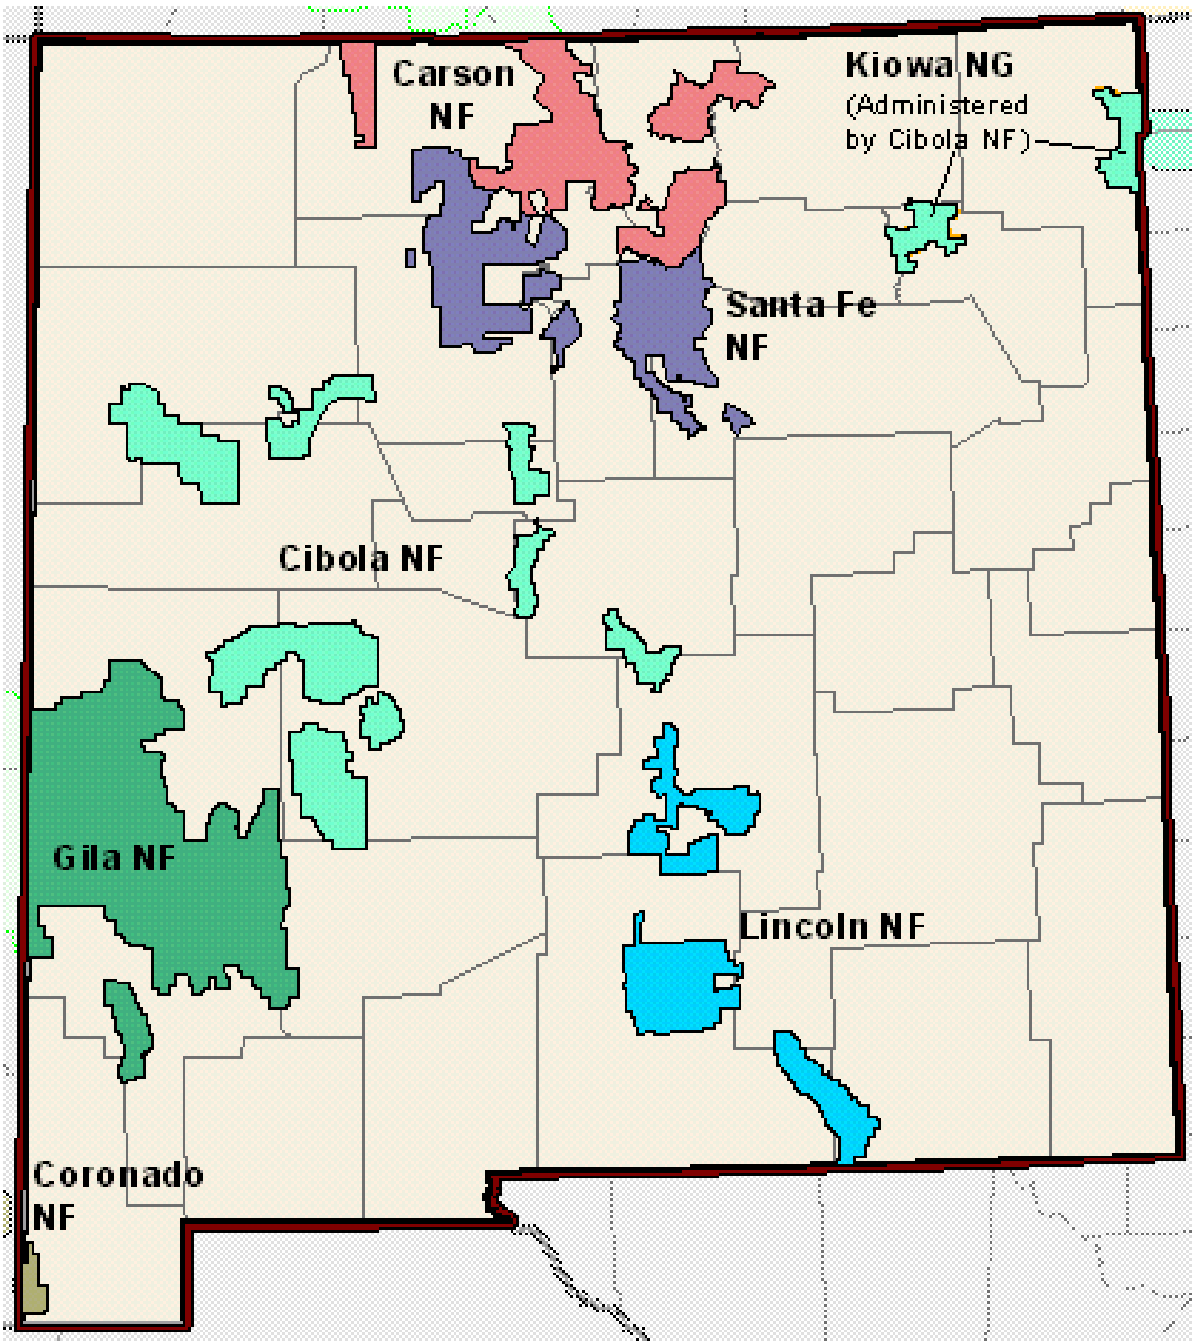 Carson
NF
Kiowa NG
(Administered
by Cibola NF)
Santa Fe
NF
Cibola NF
Gila NF
Lincoln NF
Coronado
NF